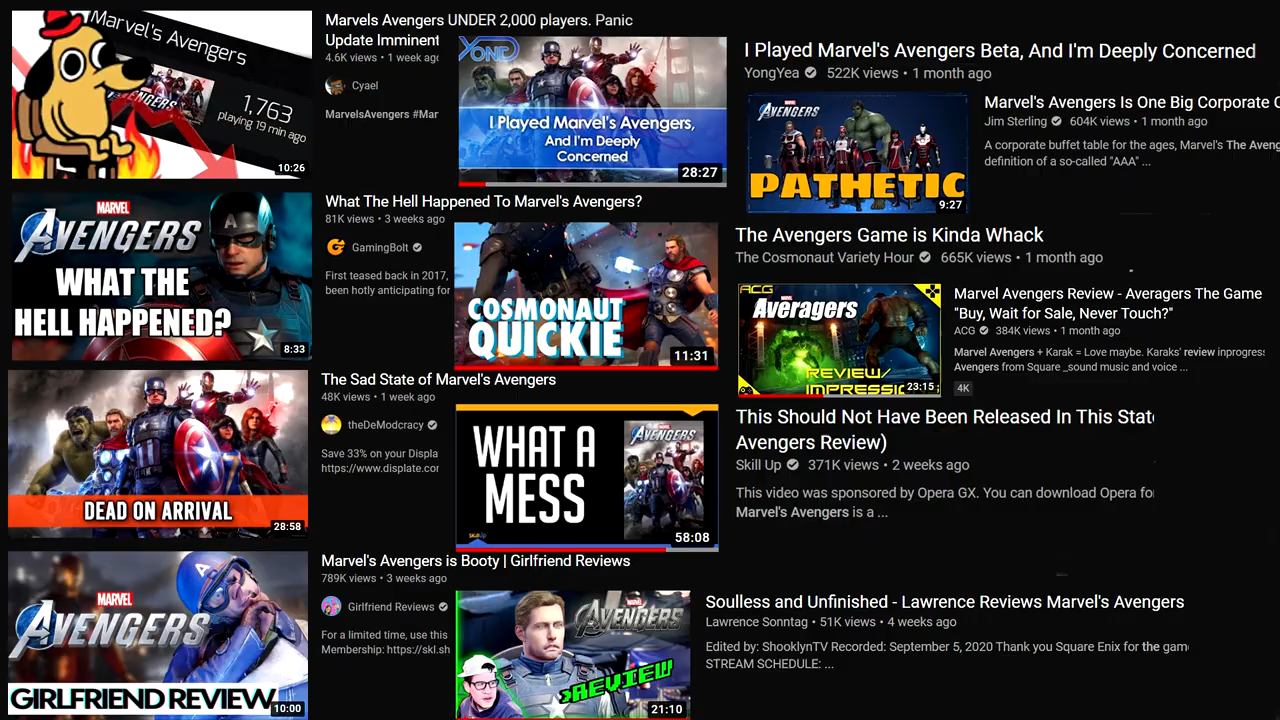 Marvel's Avengers
1,763
playing 19 min ago
10:26
Marvels Avengers UNDER 2,000 players. Panic
Update Imminent
4.6K views • 1 week ago
Cyael
MarvelsAvengers #Mar
YONG
I Played Marvel's Avengers,
And I'm Deeply
Concerned
28:27
I Played Marvel's Avengers Beta, And I'm Deeply Concerned
YongYea
522K views • 1 month ago
MARVEL
AVENGERS
PATHETIC
9:27
Marvel's Avengers Is One Big Corporate C
Jim Sterling
604K views • 1 month ago
A corporate buffet table for the ages, Marvel's The Aveng
definition of a so-called "AAA" ...
MARVEL
AVENGERS
WHAT THE
HELL HAPPENED?
8:33
What The Hell Happened To Marvel's Avengers?
81K views • 3 weeks ago
GamingBolt
First teased back in 2017,
been hotly anticipating for
COSMONAUT
QUICKIE
11:31
The Avengers Game is Kinda Whack
The Cosmonaut Variety Hour
665K views • 1 month ago
ACG
MARVEL
Averagers
REVIEW/
IMPRESSIC
23:15
Marvel Avengers Review - Averagers The Game
"Buy, Wait for Sale, Never Touch?"
ACG
384K views • 1 month ago
Marvel Avengers + Karak = Love maybe. Karaks' review inprogres
Avengers from Square _sound music and voice ...
4K
DEAD ON ARRIVAL
28:58
The Sad State of Marvel's Avengers
48K views • 1 week ago
theDeModcracy
Save 33% on your Displa
https://www.displate.cor
WHAT A
MESS
MARVEL
AVENGERS
SKILLUP
58:08
This Should Not Have Been Released In This State
Avengers Review)
Skill Up
371K views • 2 weeks ago
This video was sponsored by Opera GX. You can download Opera for
Marvel's Avengers is a ...
MARVEL
AVENGERS
GIRLFRIEND REVIEW
10:00
Marvel's Avengers is Booty | Girlfriend Reviews
789K views • 3 weeks ago
Girlfriend Reviews
For a limited time, use this
Membership: https://skl.sh
MARVEL
AVENGERS
>REVIEW
21:10
Soulless and Unfinished - Lawrence Reviews Marvel's Avengers
Lawrence Sonntag • 51K views • 4 weeks ago
Edited by: ShooklynTV Recorded: September 5, 2020 Thank you Square Enix for the gam
STREAM SCHEDULE: ...